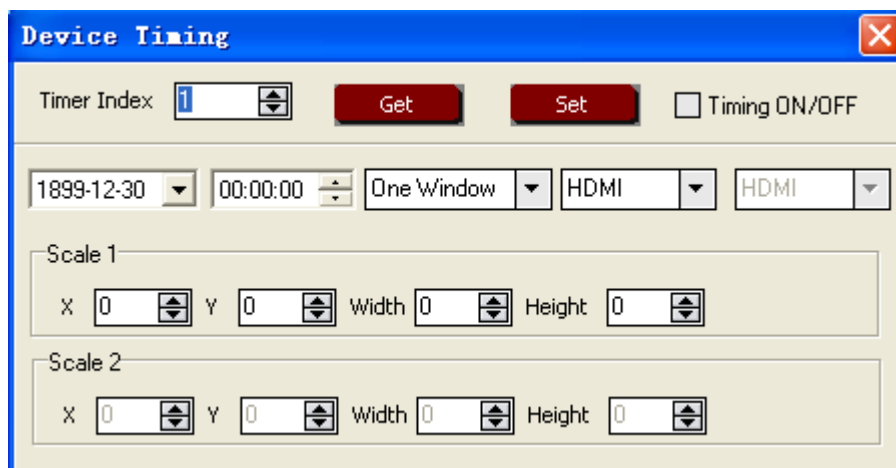 Device Timing
Timer Index 1 Get Set Timing ON/OFF
1899-12-30 00:00:00 One Window HDMI HDMI
Scale 1
X 0 Y 0 Width 0 Height 0
Scale 2
X 0 Y 0 Width 0 Height 0